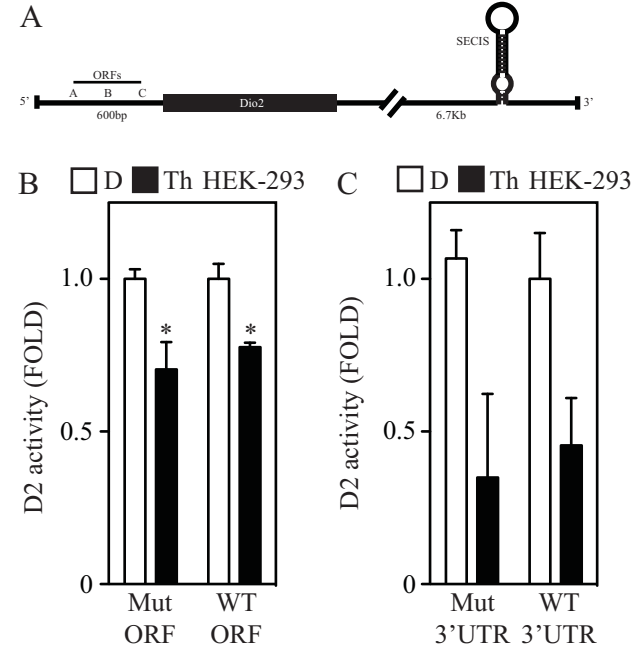 A
SECIS
ORFs
A B C
5' Dio2 3'
600bp 6.7Kb
B D Th HEK-293
D2 activity (FOLD)
1.0
0.5
0
* *
Mut WT
ORF ORF
C D Th HEK-293
D2 activity (FOLD)
1.0
0.5
0
Mut WT
3'UTR 3'UTR